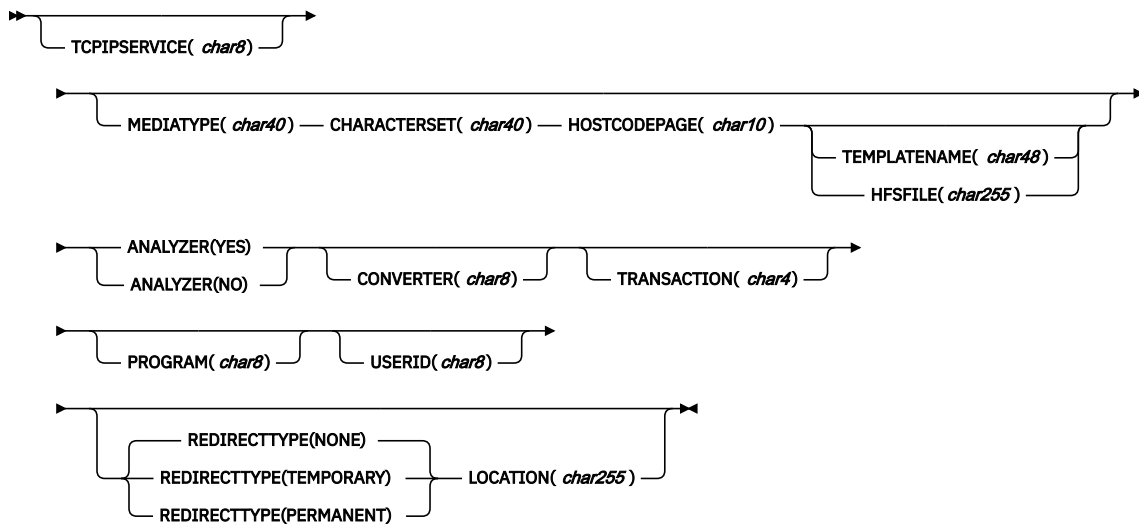 TCPIPSERVICE( char8)
MEDIATYPE( char40) CHARACTERSET( char40) HOSTCODEPAGE( char10)
TEMPLATENAME( char48)
HFSFILE( char255)
ANALYZER(YES)
ANALYZER(NO)
CONVERTER( char8) TRANSACTION( char4)
PROGRAM( char8) USERID( char8)
REDIRECTTYPE(NONE)
REDIRECTTYPE(TEMPORARY) LOCATION( char255)
REDIRECTTYPE(PERMANENT)